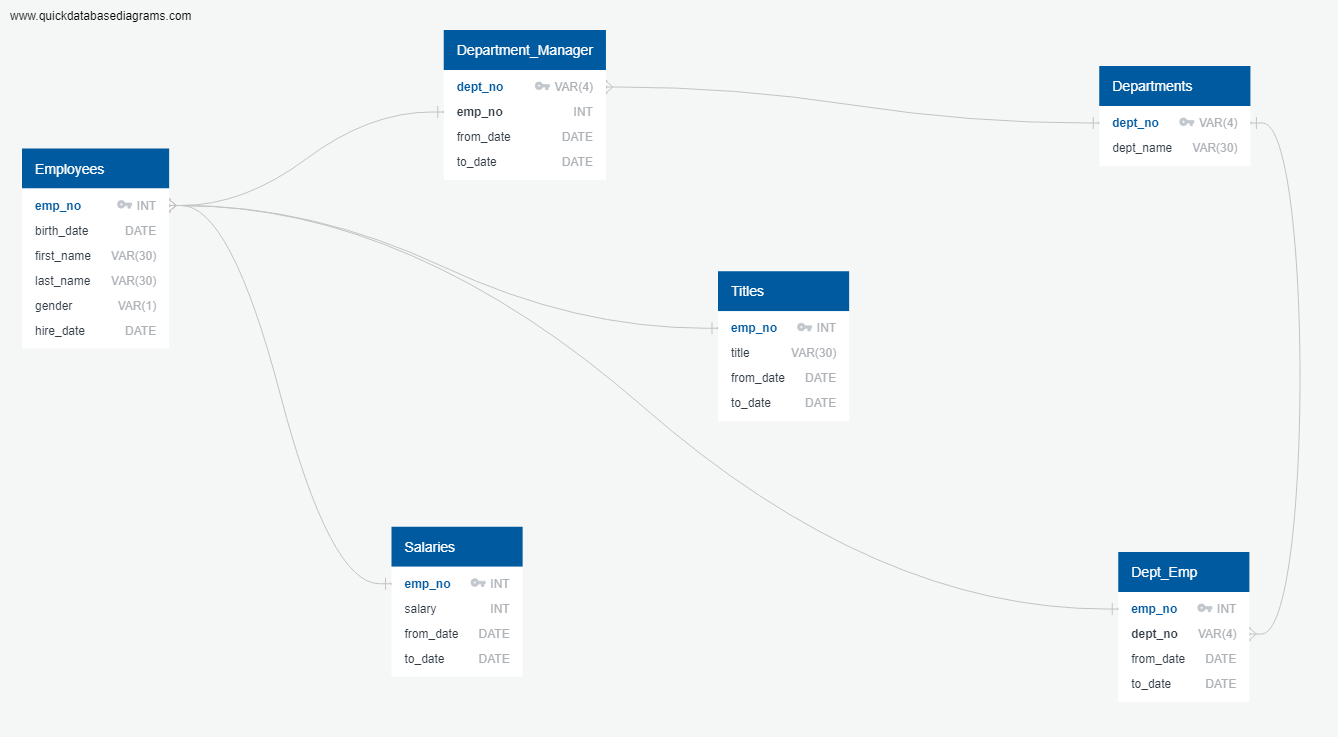 www.quickdatabasediagrams.com
Department_Manager
dept_no VAR(4)
emp_no INT
from_date DATE
to_date DATE
Departments
dept_no VAR(4)
dept_name VAR(30)
Employees
emp_no INT
birth_date DATE
first_name VAR(30)
last_name VAR(30)
gender VAR(1)
hire_date DATE
Titles
emp_no INT
title VAR(30)
from_date DATE
to_date DATE
Salaries
emp_no INT
salary INT
from_date DATE
to_date DATE
Dept_Emp
emp_no INT
dept_no VAR(4)
from_date DATE
to_date DATE